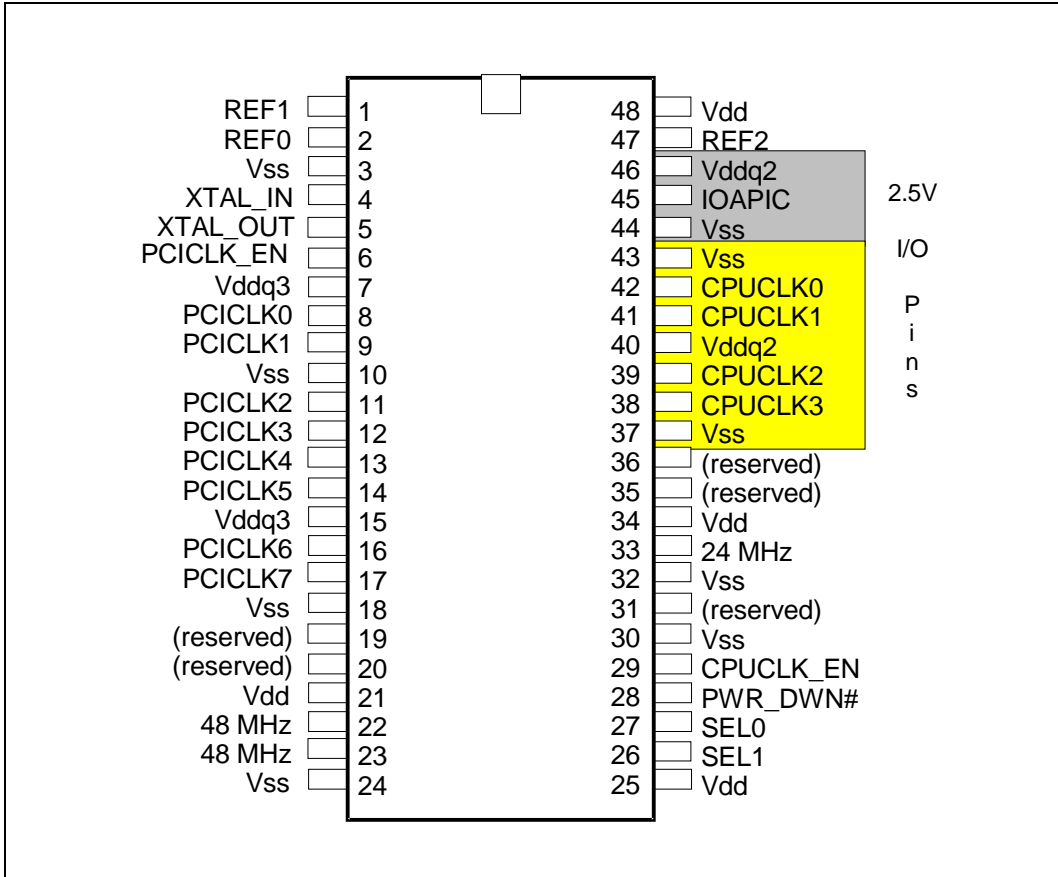 REF1 1 48 Vdd
REF0 2 47 REF2
Vss 3 46 Vddq2
XTAL_IN 4 45 IOAPIC 2.5V
XTAL_OUT 5 44 Vss
PCICLK_EN 6 43 Vss I/O
Vddq3 7 42 CPUCLK0
PCICLK0 8 41 CPUCLK1 P
PCICLK1 9 40 Vddq2 i
Vss 10 39 CPUCLK2 n
PCICLK2 11 38 CPUCLK3 s
PCICLK3 12 37 Vss
PCICLK4 13 36 (reserved)
PCICLK5 14 35 (reserved)
Vddq3 15 34 Vdd
PCICLK6 16 33 24 MHz
PCICLK7 17 32 Vss
Vss 18 31 (reserved)
(reserved) 19 30 Vss
(reserved) 20 29 CPUCLK_EN
Vdd 21 28 PWR_DWN#
48 MHz 22 27 SEL0
48 MHz 23 26 SEL1
Vss 24 25 Vdd